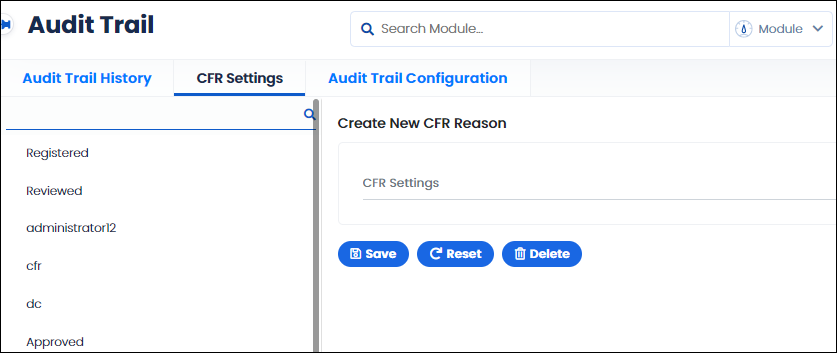 Audit Trail
Search Module...
Module
Audit Trail History
CFR Settings
Audit Trail Configuration
Create New CFR Reason
Registered
CFR Settings
Reviewed
administrator12
Save
Reset
Delete
cfr
dc
Approved